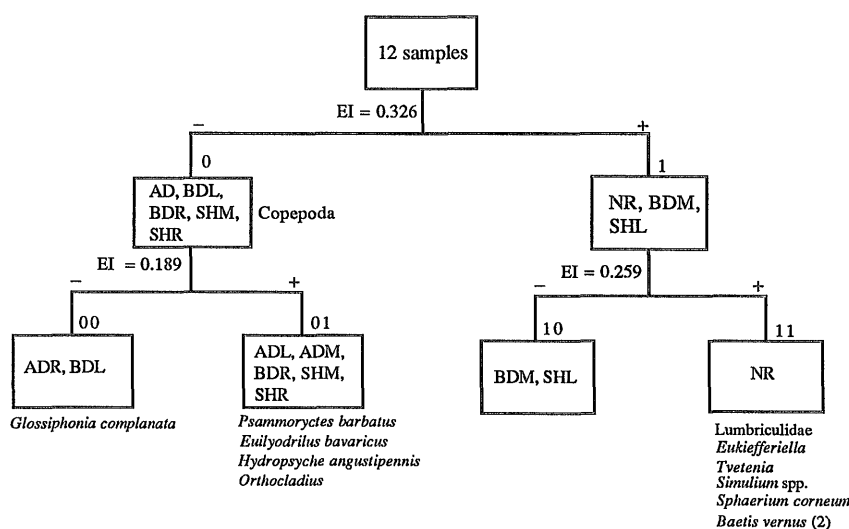 12 samples
EI = 0.326
−
+
0
1
AD, BDL,
BDR, SHM,
SHR
Copepoda
NR, BDM,
SHL
EI = 0.189
EI = 0.259
−
+
−
+
00
01
10
11
ADR, BDL
ADL, ADM,
BDR, SHM,
SHR
BDM, SHL
NR
Glossiphonia complanata
Psammoryctes barbatus
Euilyodrilus bavaricus
Hydropsyche angustipennis
Orthocladius
Lumbriculidae
Eukiefferiella
Tvetenia
Simulium spp.
Sphaerium corneum
Baetis vernus (2)